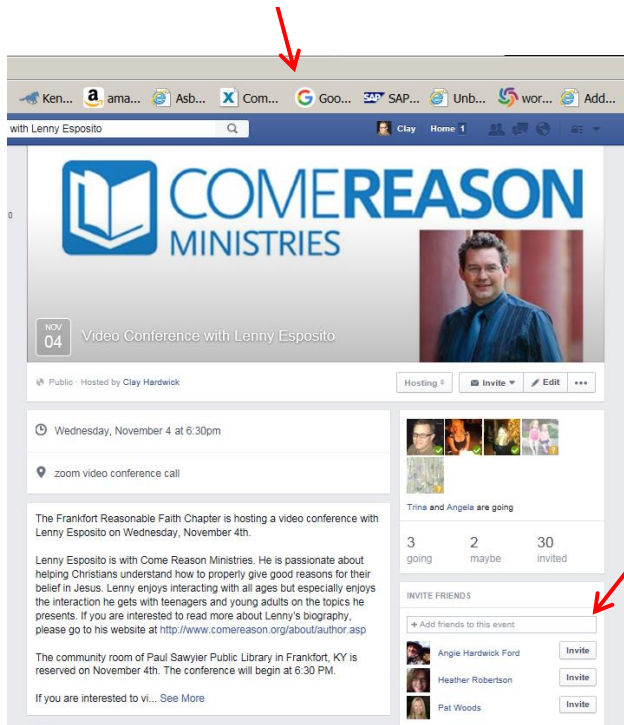 Ken... ama... Asb... Com... Goo... SAP... Unb... wor... Add...
with Lenny Esposito
Clay Home 1
COMEREASON
MINISTRIES
NOV
04
Video Conference with Lenny Esposito
Public · Hosted by Clay Hardwick
Hosting Invite Edit
Wednesday, November 4 at 6:30pm
zoom video conference call
The Frankfort Reasonable Faith Chapter is hosting a video conference with
Lenny Esposito on Wednesday, November 4th.
Lenny Esposito is with Come Reason Ministries. He is passionate about
helping Christians understand how to properly give good reasons for their
belief in Jesus. Lenny enjoys interacting with all ages but especially enjoys
the interaction he gets with teenagers and young adults on the topics he
presents. If you are interested to read more about Lenny's biography,
please go to his website at http://www.comereason.org/about/author.asp
The community room of Paul Sawyier Public Library in Frankfort, KY is
reserved on November 4th. The conference will begin at 6:30 PM.
If you are interested to vi... See More
Trina and Angela are going
3 2 30
going maybe invited
INVITE FRIENDS
+ Add friends to this event
Angie Hardwick Ford Invite
Heather Robertson Invite
Pat Woods Invite